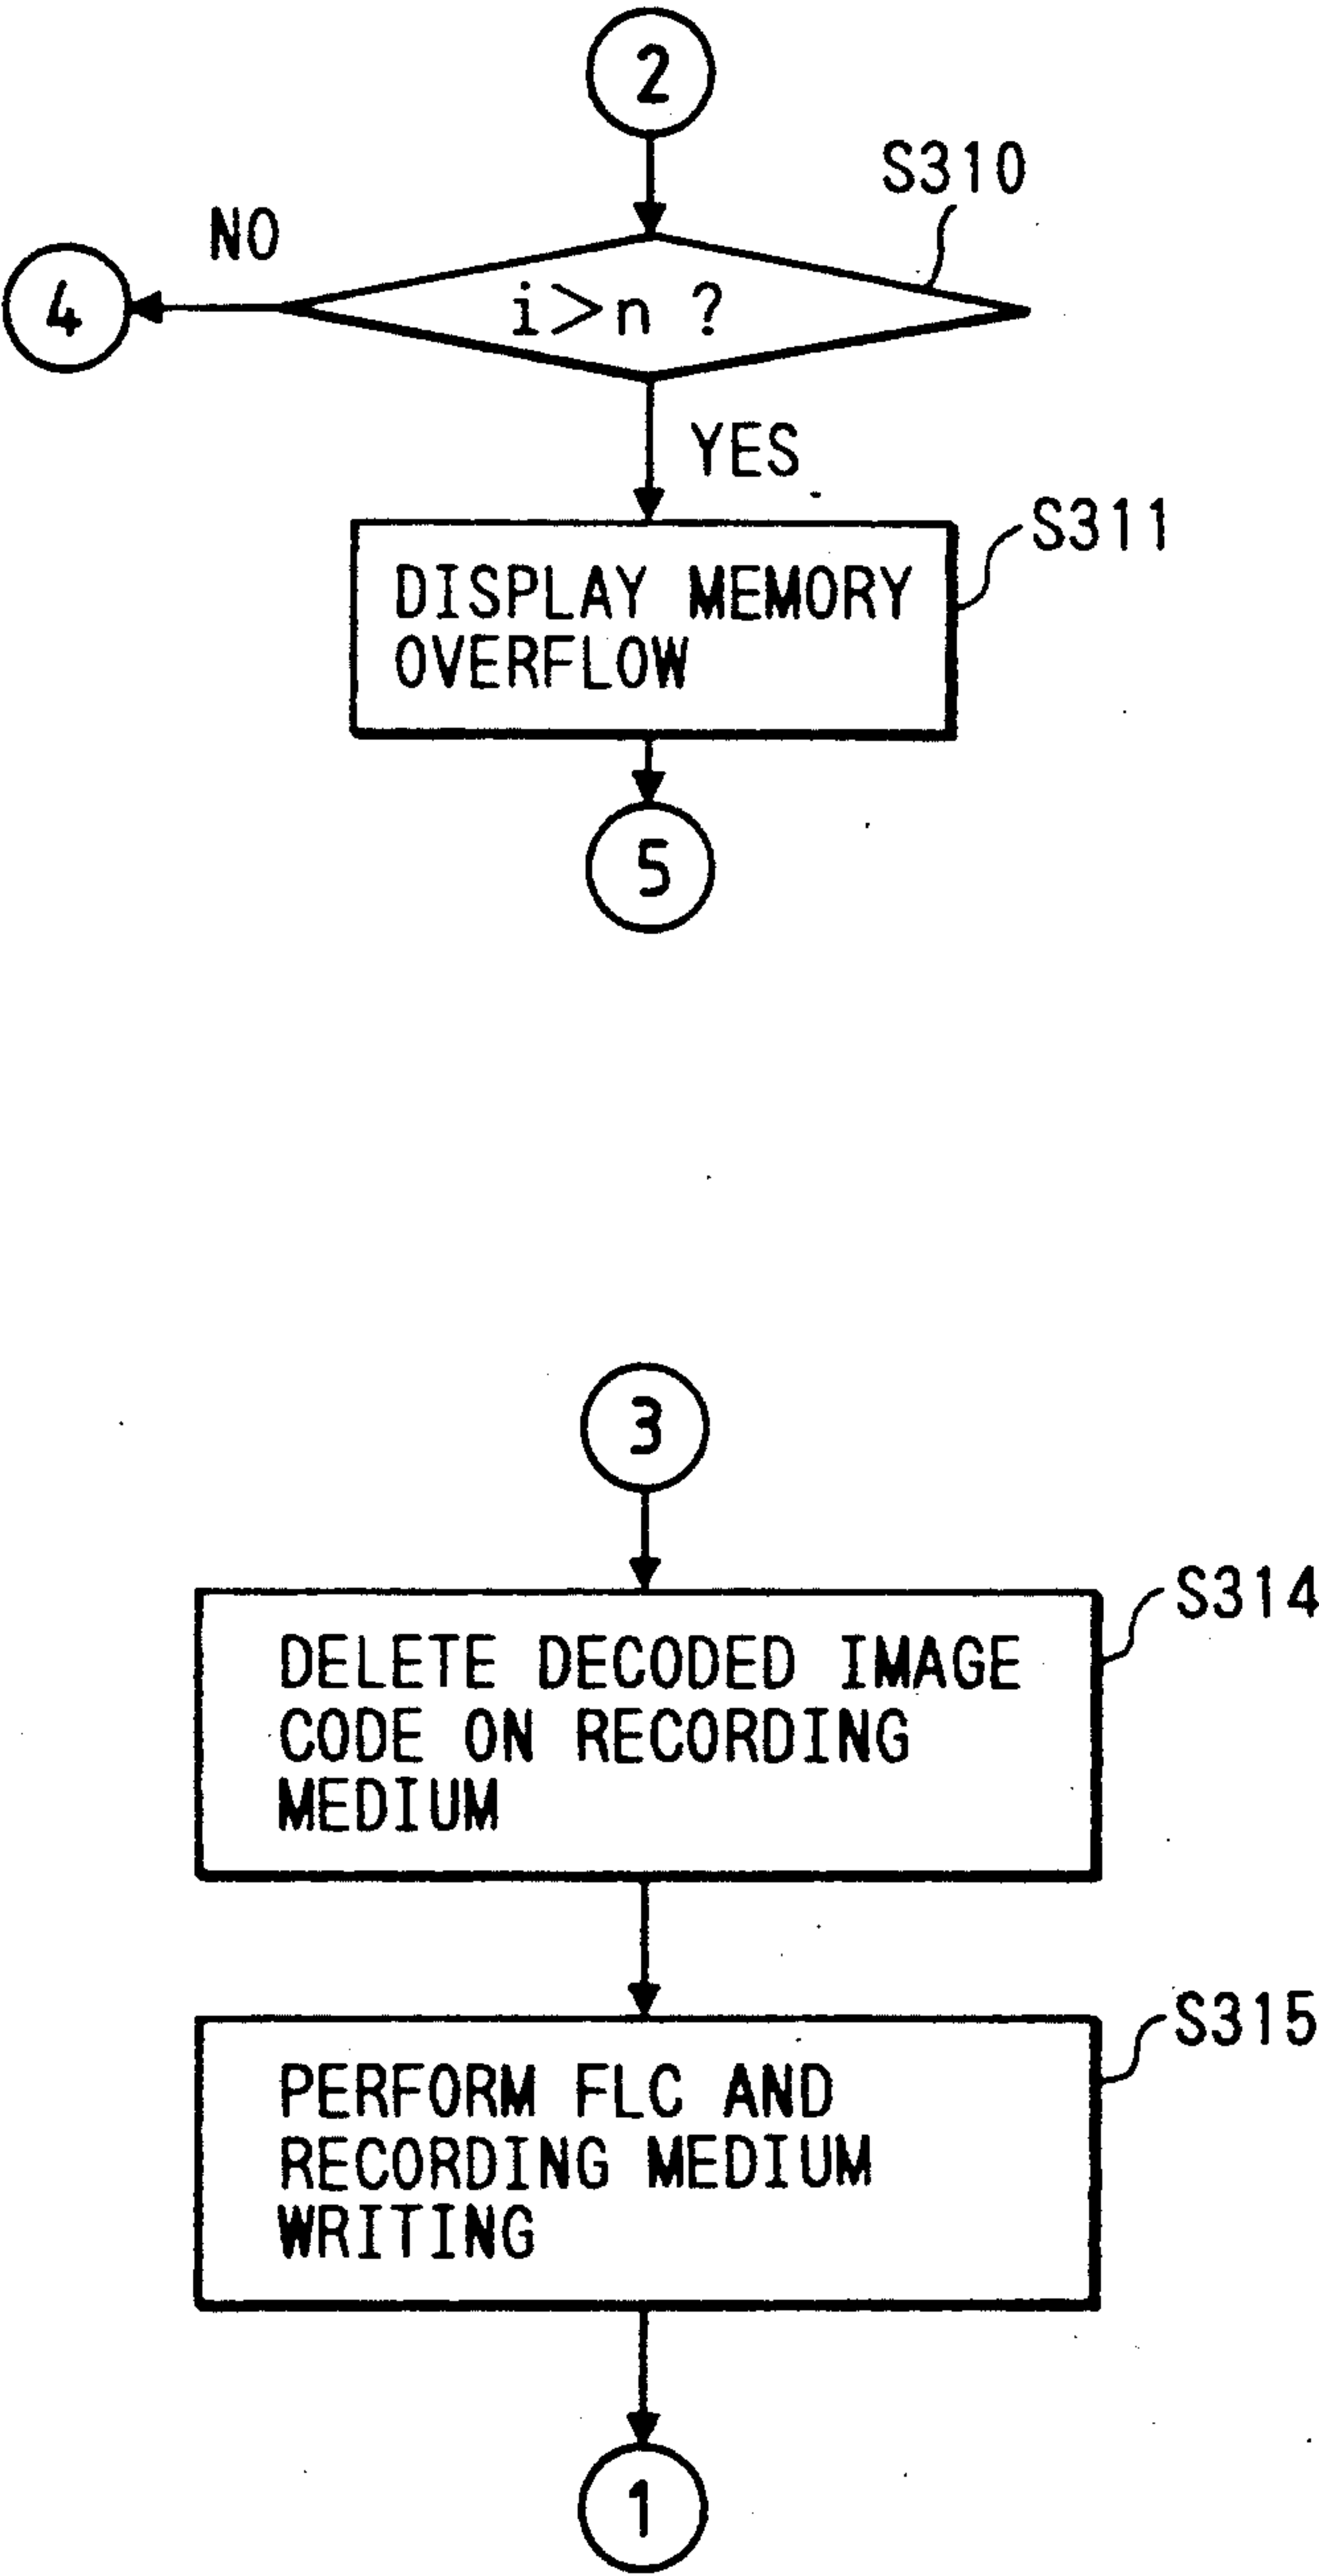 2
S310
NO
4
i>n ?
YES
S311
DISPLAY MEMORY
OVERFLOW
5
3
S314
DELETE DECODED IMAGE
CODE ON RECORDING
MEDIUM
S315
PERFORM FLC AND
RECORDING MEDIUM
WRITING
1